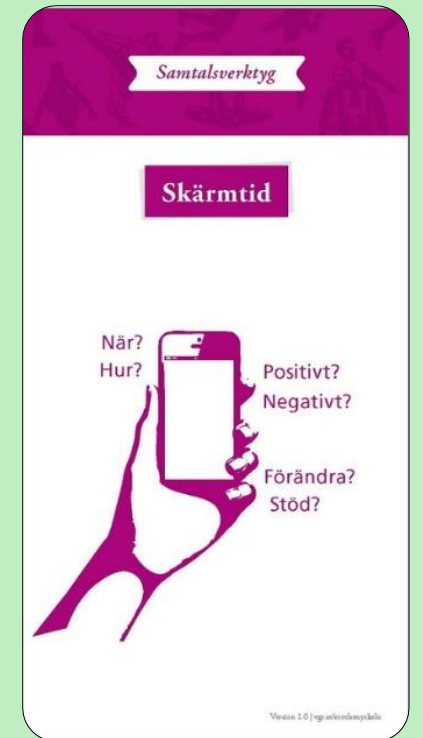 Samtalsverktyg
Skärmtid
När?
Hur?
Positivt?
Negativt?
Förändra?
Stöd?
Version 1.0 |